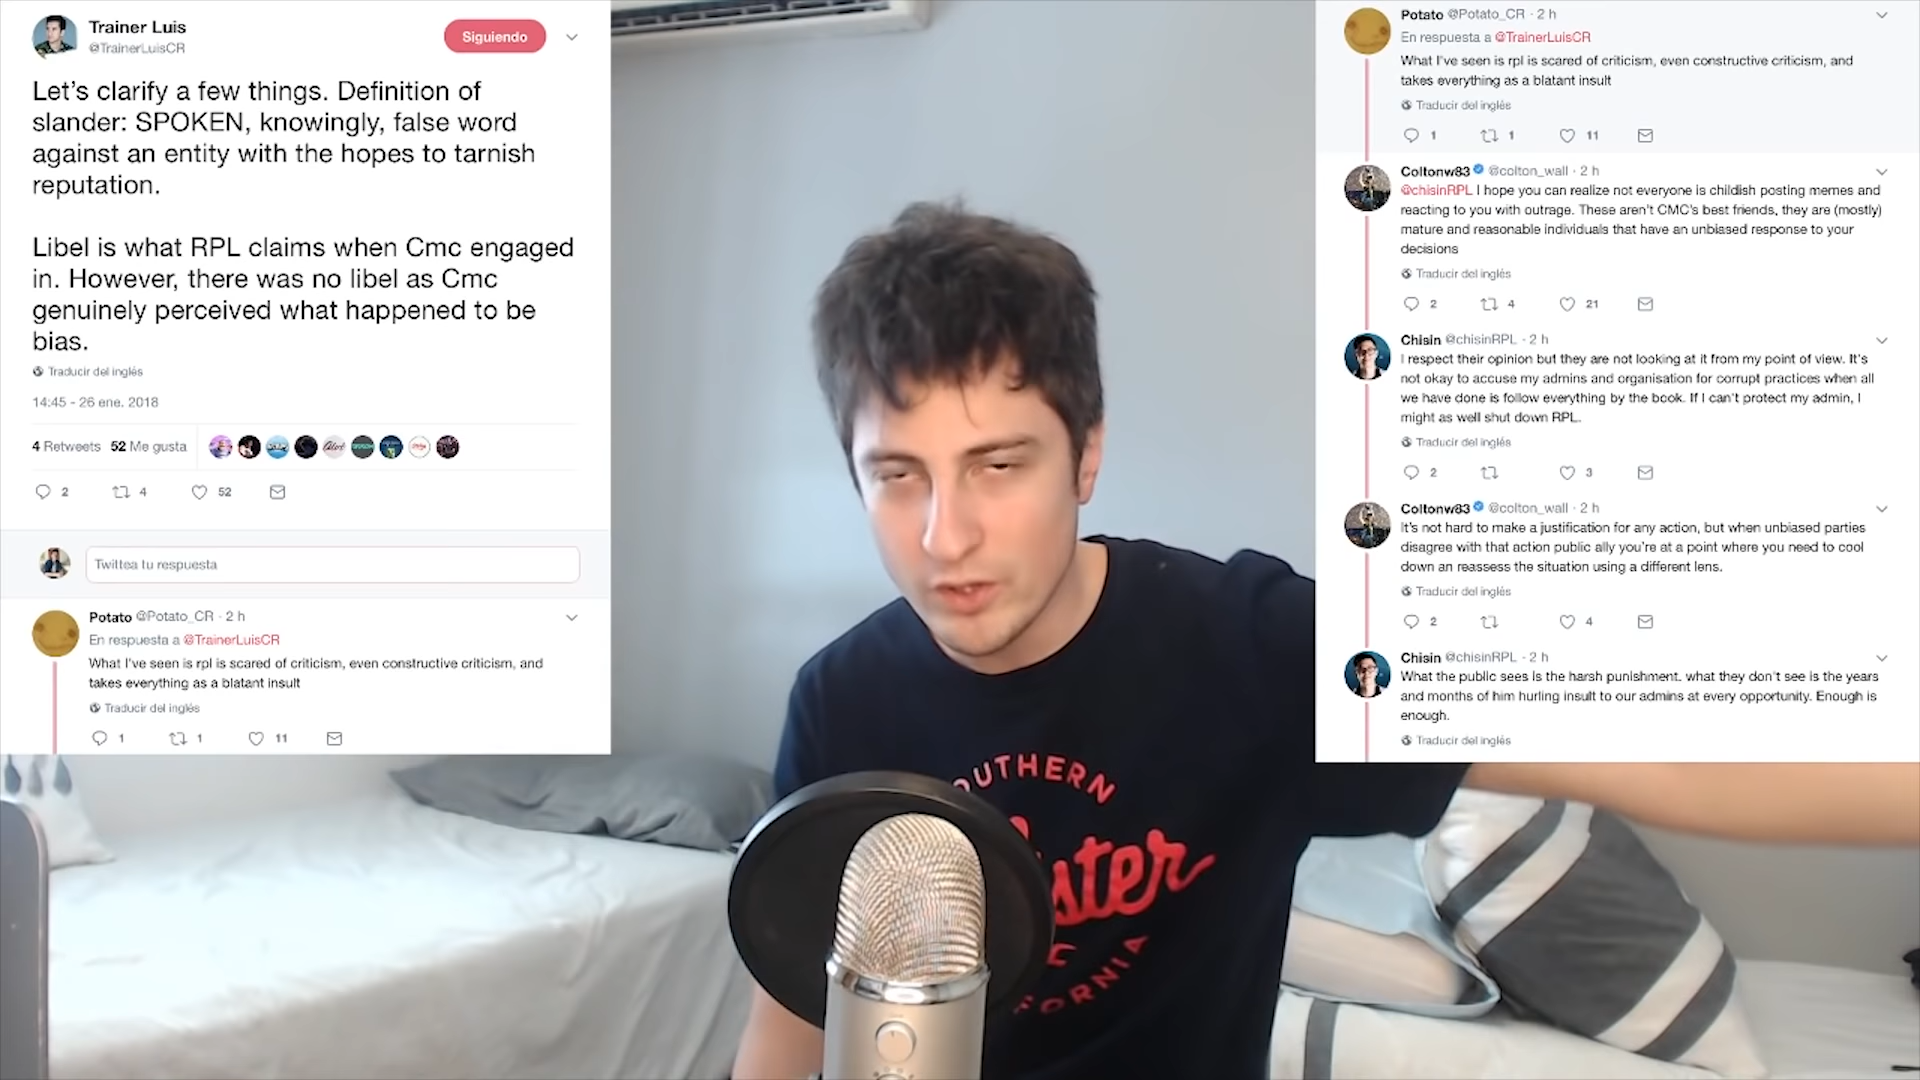 Trainer Luis
@TrainerLuisCR
Siguiendo
Let's clarify a few things. Definition of
slander: SPOKEN, knowingly, false word
against an entity with the hopes to tarnish
reputation.
Libel is what RPL claims when Cmc engaged
in. However, there was no libel as Cmc
genuinely perceived what happened to be
bias.
Traducir del inglés
14:45 - 26 ene. 2018
4 Retweets 52 Me gusta
2 4 52
Twittea tu respuesta
Potato @Potato_CR · 2 h
En respuesta a @TrainerLuisCR
What I've seen is rpl is scared of criticism, even constructive criticism, and
takes everything as a blatant insult
Traducir del inglés
1 1 11
OUTHERN
ster
C
FORNIA
Potato @Potato_CR · 2 h
En respuesta a @TrainerLuisCR
What I've seen is rpl is scared of criticism, even constructive criticism, and
takes everything as a blatant insult
Traducir del inglés
1 1 11
Coltonw83 @colton_wall · 2 h
@chisinRPL I hope you can realize not everyone is childish posting memes and
reacting to you with outrage. These aren't CMC's best friends, they are (mostly)
mature and reasonable individuals that have an unbiased response to your
decisions
Traducir del inglés
2 4 21
Chisin @chisinRPL · 2 h
I respect their opinion but they are not looking at it from my point of view. It's
not okay to accuse my admins and organisation for corrupt practices when all
we have done is follow everything by the book. If I can't protect my admin, I
might as well shut down RPL.
Traducir del inglés
2 3
Coltonw83 @colton_wall · 2 h
It's not hard to make a justification for any action, but when unbiased parties
disagree with that action public ally you're at a point where you need to cool
down an reassess the situation using a different lens.
Traducir del inglés
2 4
Chisin @chisinRPL · 2 h
What the public sees is the harsh punishment. what they don't see is the years
and months of him hurling insult to our admins at every opportunity. Enough is
enough.
Traducir del inglés